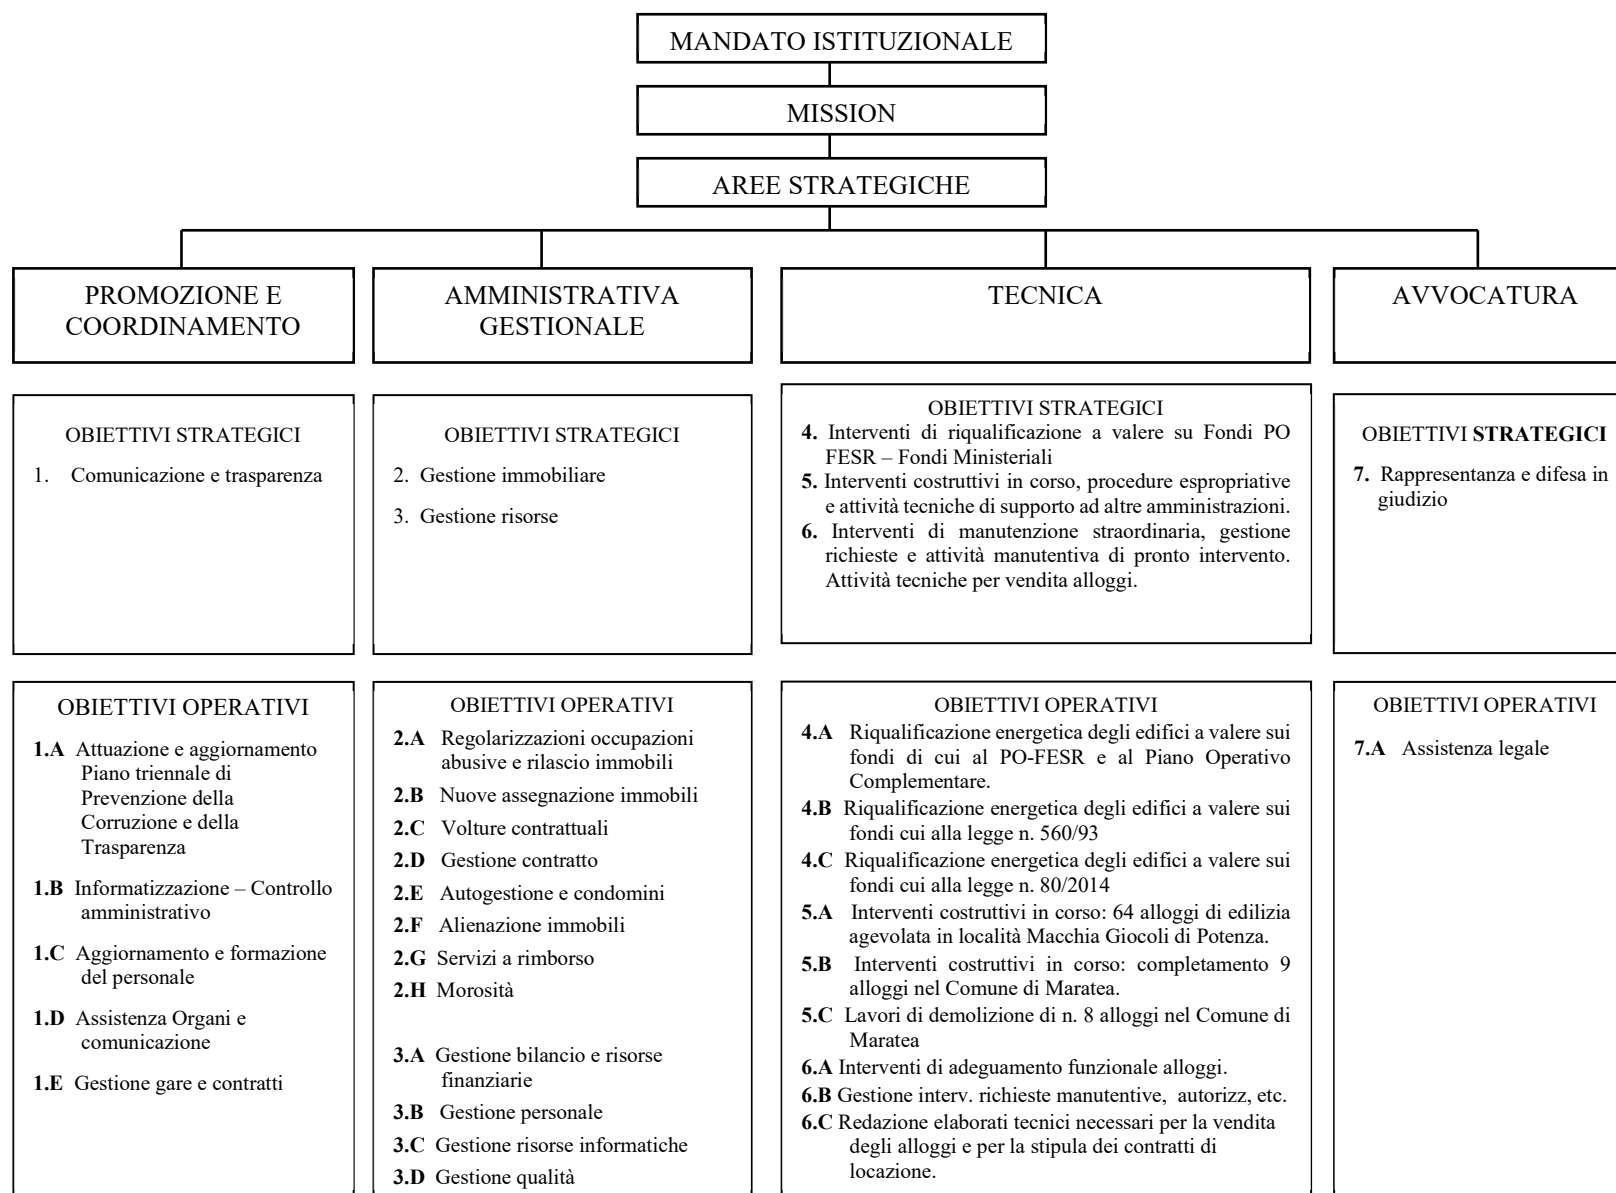 MANDATO ISTITUZIONALE
MISSION
AREE STRATEGICHE
PROMOZIONE E
COORDINAMENTO
AMMINISTRATIVA
GESTIONALE
TECNICA
AVVOCATURA
OBIETTIVI STRATEGICI
1. Comunicazione e trasparenza
OBIETTIVI STRATEGICI
2. Gestione immobiliare
3. Gestione risorse
OBIETTIVI STRATEGICI
4. Interventi di riqualificazione a valere su Fondi PO
FESR – Fondi Ministeriali
5. Interventi costruttivi in corso, procedure espropriative
e attività tecniche di supporto ad altre amministrazioni.
6. Interventi di manutenzione straordinaria, gestione
richieste e attività manutentiva di pronto intervento.
Attività tecniche per vendita alloggi.
OBIETTIVI STRATEGICI
7. Rappresentanza e difesa in
giudizio
OBIETTIVI OPERATIVI
1.A Attuazione e aggiornamento
Piano triennale di
Prevenzione della
Corruzione e della
Trasparenza
1.B Informatizzazione – Controllo
amministrativo
1.C Aggiornamento e formazione
del personale
1.D Assistenza Organi e
comunicazione
1.E Gestione gare e contratti
OBIETTIVI OPERATIVI
2.A Regolarizzazioni occupazioni
abusive e rilascio immobili
2.B Nuove assegnazione immobili
2.C Volture contrattuali
2.D Gestione contratto
2.E Autogestione e condomini
2.F Alienazione immobili
2.G Servizi a rimborso
2.H Morosità
3.A Gestione bilancio e risorse
finanziarie
3.B Gestione personale
3.C Gestione risorse informatiche
3.D Gestione qualità
OBIETTIVI OPERATIVI
4.A Riqualificazione energetica degli edifici a valere sui
fondi di cui al PO-FESR e al Piano Operativo
Complementare.
4.B Riqualificazione energetica degli edifici a valere sui
fondi cui alla legge n. 560/93
4.C Riqualificazione energetica degli edifici a valere sui
fondi cui alla legge n. 80/2014
5.A Interventi costruttivi in corso: 64 alloggi di edilizia
agevolata in località Macchia Giocoli di Potenza.
5.B Interventi costruttivi in corso: completamento 9
alloggi nel Comune di Maratea.
5.C Lavori di demolizione di n. 8 alloggi nel Comune di
Maratea
6.A Interventi di adeguamento funzionale alloggi.
6.B Gestione interv. richieste manutentive, autorizz, etc.
6.C Redazione elaborati tecnici necessari per la vendita
degli alloggi e per la stipula dei contratti di
locazione.
OBIETTIVI OPERATIVI
7.A Assistenza legale